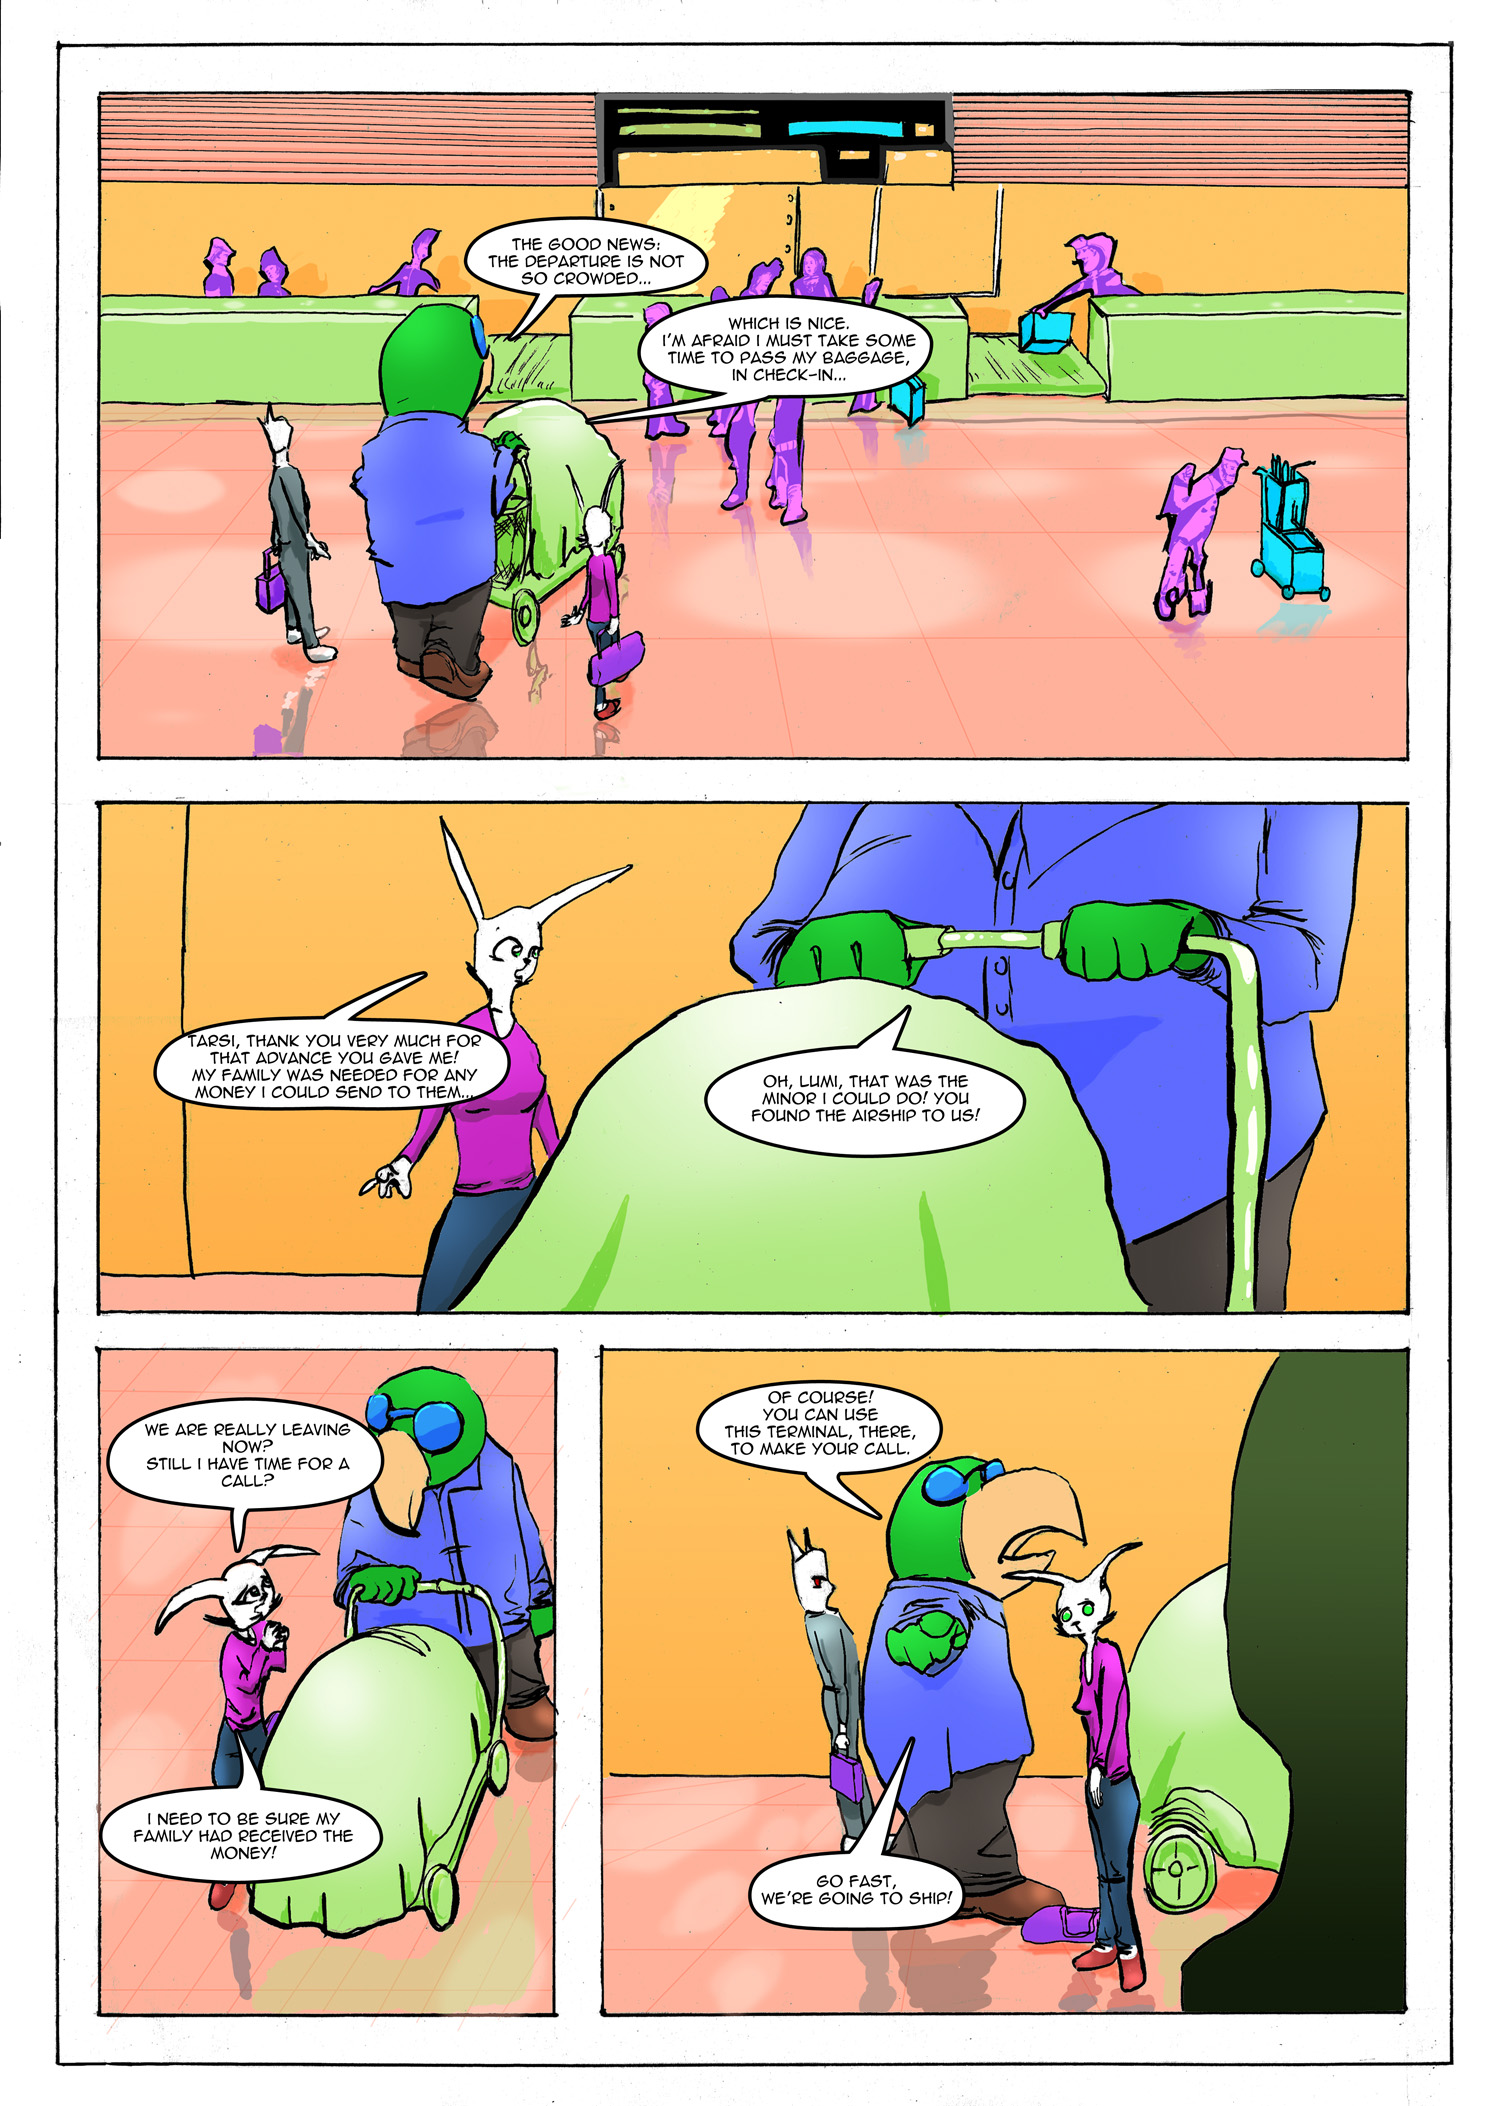 THE GOOD NEWS:
THE DEPARTURE IS NOT
SO CROWDED...
WHICH IS NICE.
I'M AFRAID I MUST TAKE SOME
TIME TO PASS MY BAGGAGE,
IN CHECK-IN...
TARSI, THANK YOU VERY MUCH FOR
THAT ADVANCE YOU GAVE ME!
MY FAMILY WAS NEEDED FOR ANY
MONEY I COULD SEND TO THEM...
OH, LUMI, THAT WAS THE
MINOR I COULD DO! YOU
FOUND THE AIRSHIP TO US!
WE ARE REALLY LEAVING
NOW?
STILL I HAVE TIME FOR A
CALL?
I NEED TO BE SURE MY
FAMILY HAD RECEIVED THE
MONEY!
OF COURSE!
YOU CAN USE
THIS TERMINAL, THERE,
TO MAKE YOUR CALL.
GO FAST,
WE'RE GOING TO SHIP!